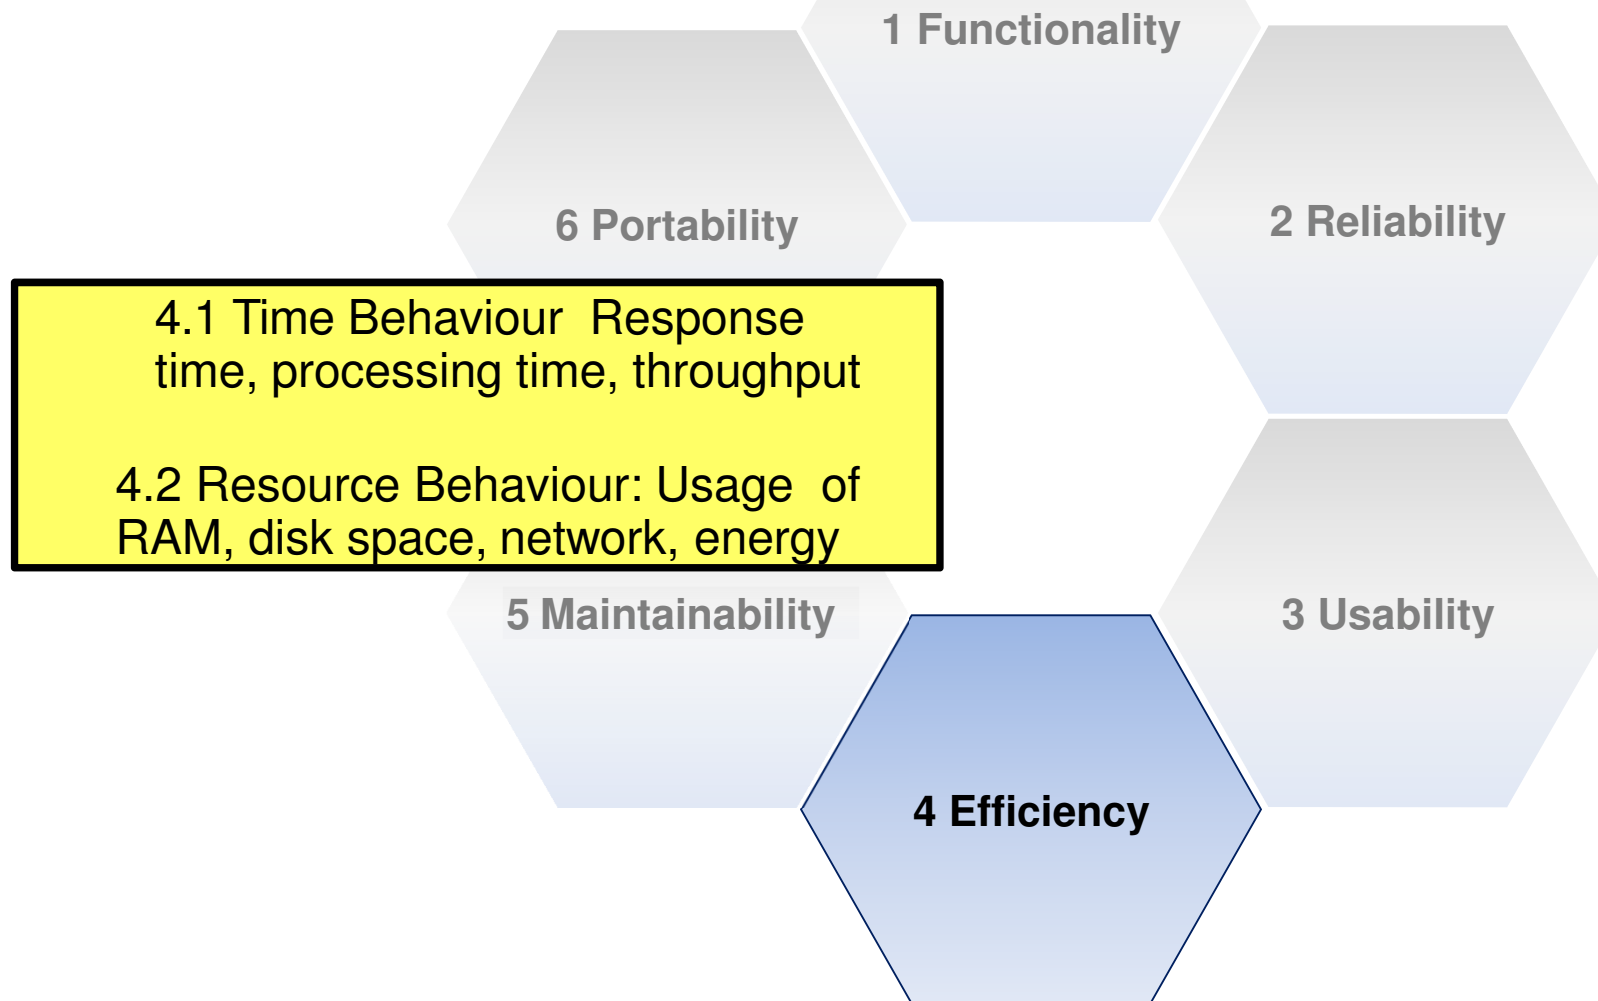 1 Functionality
6 Portability
2 Reliability
4.1 Time Behaviour  Response
time, processing time, throughput
4.2 Resource Behaviour: Usage  of
RAM, disk space, network, energy
5 Maintainability
3 Usability
4 Efficiency